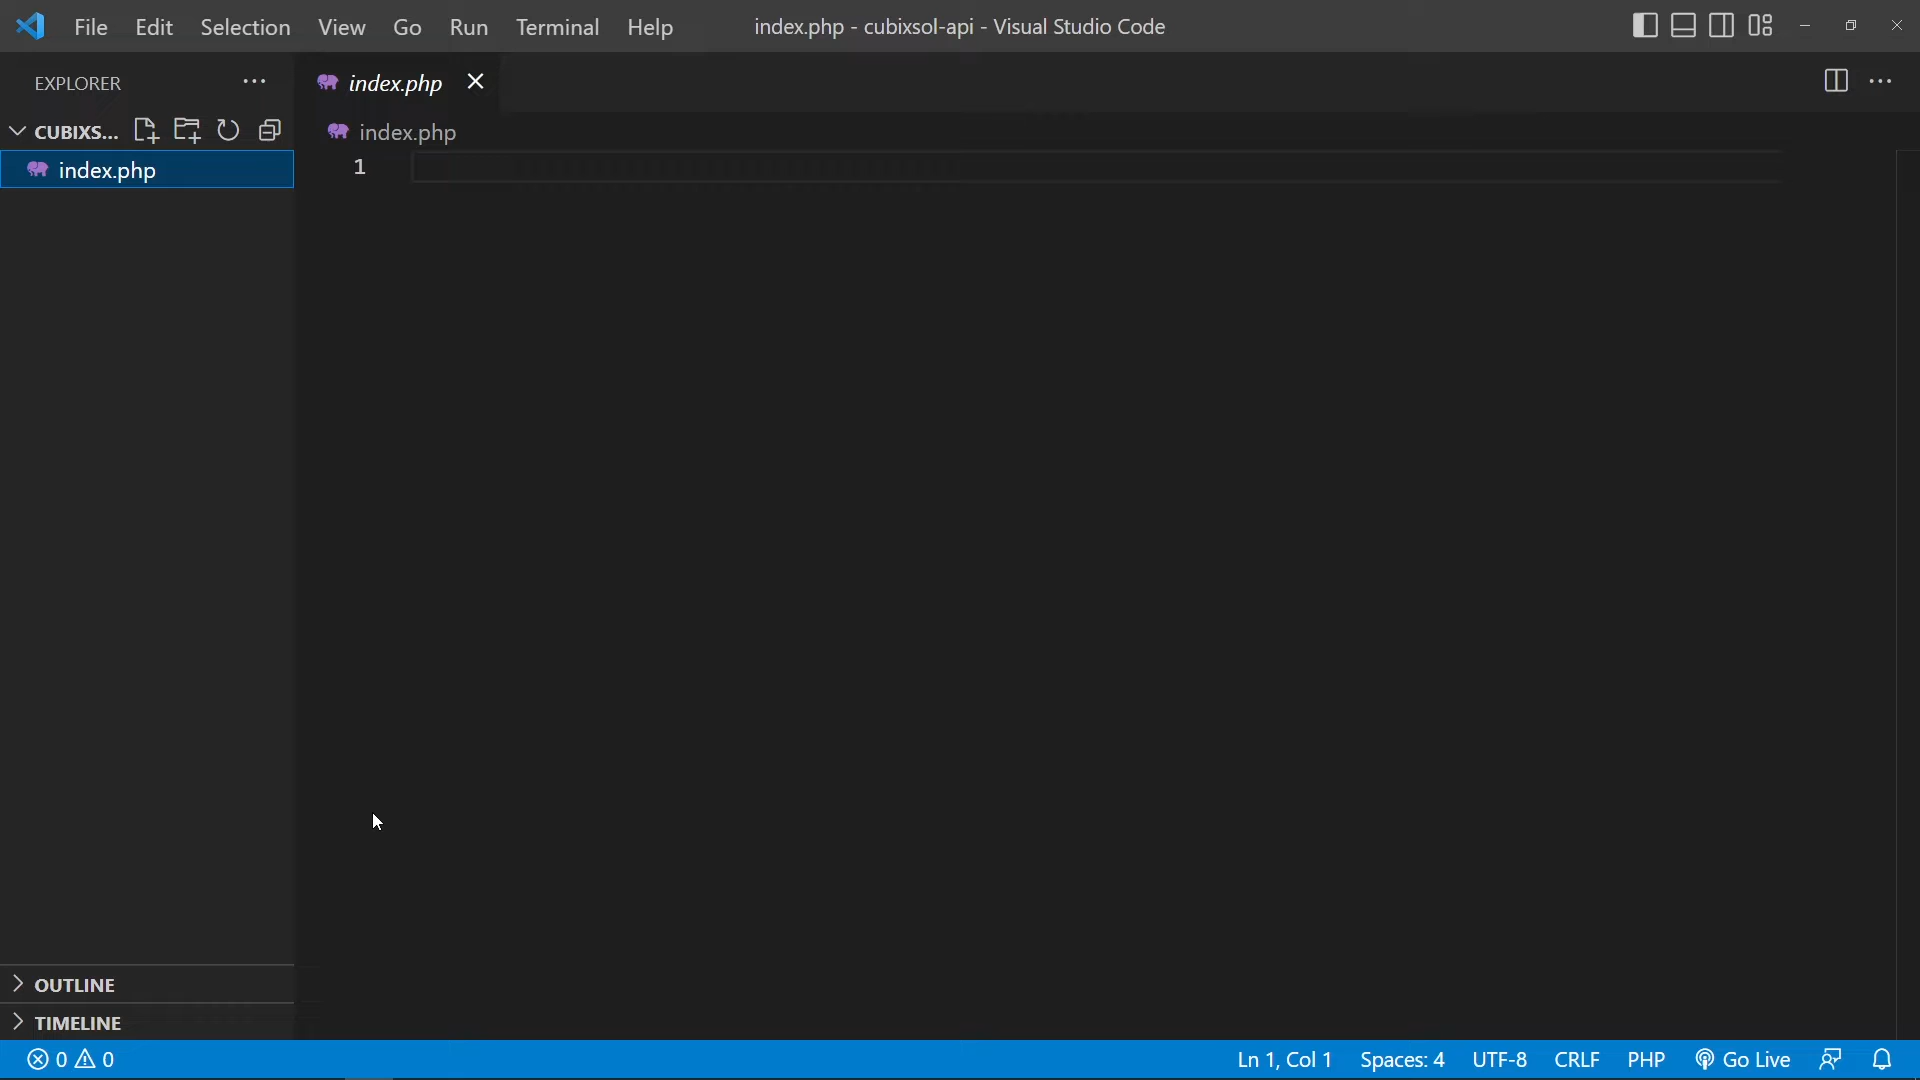 File Edit Selection View Go Run Terminal Help index.php - cubixsol-api - Visual Studio Code
EXPLORER
index.php
CUBIXS...
index.php
index.php
1
OUTLINE
TIMELINE
0 0 Ln 1, Col 1 Spaces: 4 UTF-8 CRLF PHP Go Live